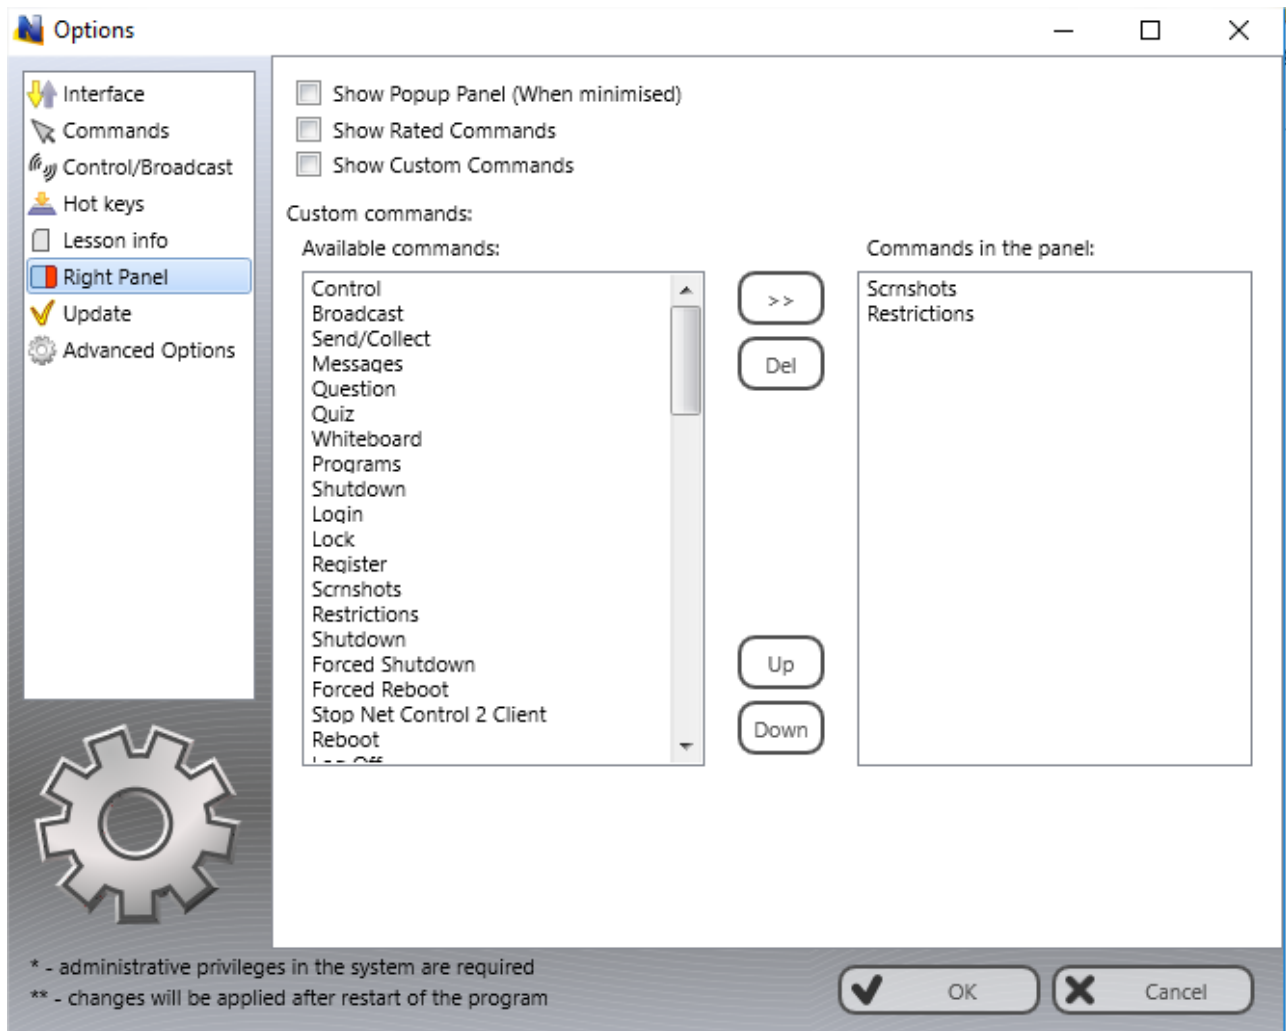 Options
Interface
Commands
Control/Broadcast
Hot keys
Lesson info
Right Panel
Update
Advanced Options
Show Popup Panel (When minimised)
Show Rated Commands
Show Custom Commands
Custom commands:
Available commands:
Control
Broadcast
Send/Collect
Messages
Question
Quiz
Whiteboard
Programs
Shutdown
Login
Lock
Register
Scrnshots
Restrictions
Shutdown
Forced Shutdown
Forced Reboot
Stop Net Control 2 Client
Reboot
Log Off
>>
Del
Up
Down
Commands in the panel:
Scrnshots
Restrictions
* - administrative privileges in the system are required
** - changes will be applied after restart of the program
OK
Cancel